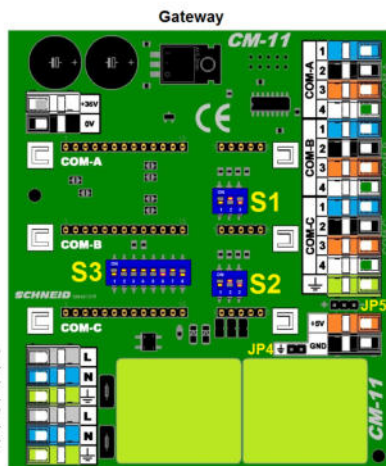 Gateway
CM-11
+36V
0V
COM-A
1
2
3
4
COM-A
COM-B
1
2
3
4
S1
COM-B
COM-C
1
2
3
4
S3
S2
SCHNEID
JP5
COM-C
+5V
GND
JP4
L
N
L
N
CM-11